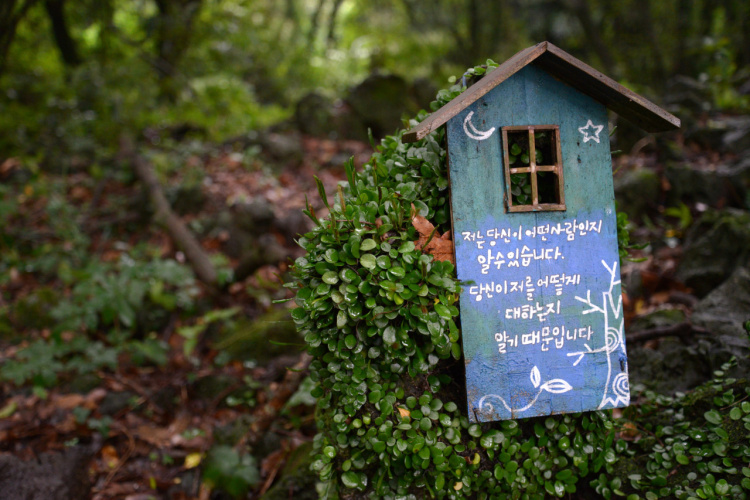 저는 당신이 어떤 사람인지
알 수 있습니다.
당신이 저를 어떻게
대하는지
알기 때문입니다